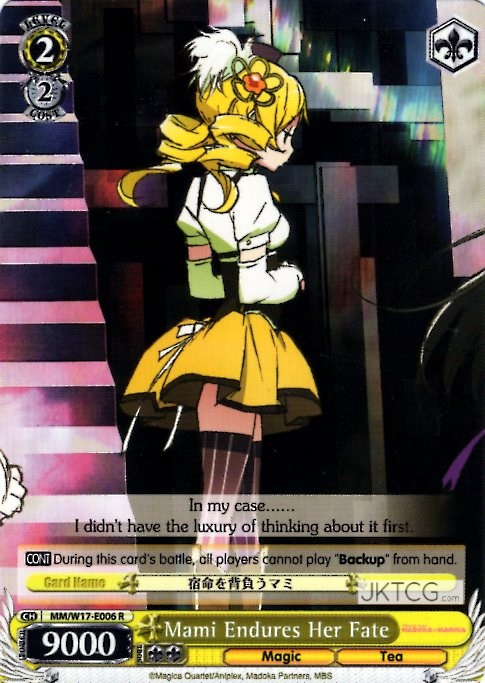 LEVEL
2
2
COST
In my case......
I didn't have the luxury of thinking about it first.
CONT During this card's battle, all players cannot play "Backup" from hand.
Card Name 宿命を背負うマミ
JKTCG.com
CH MM/W17-E006 R
9000 Mami Endures Her Fate
POWER
Magic Tea
©Magica Quartet/Aniplex, Madoka Partners, MBS